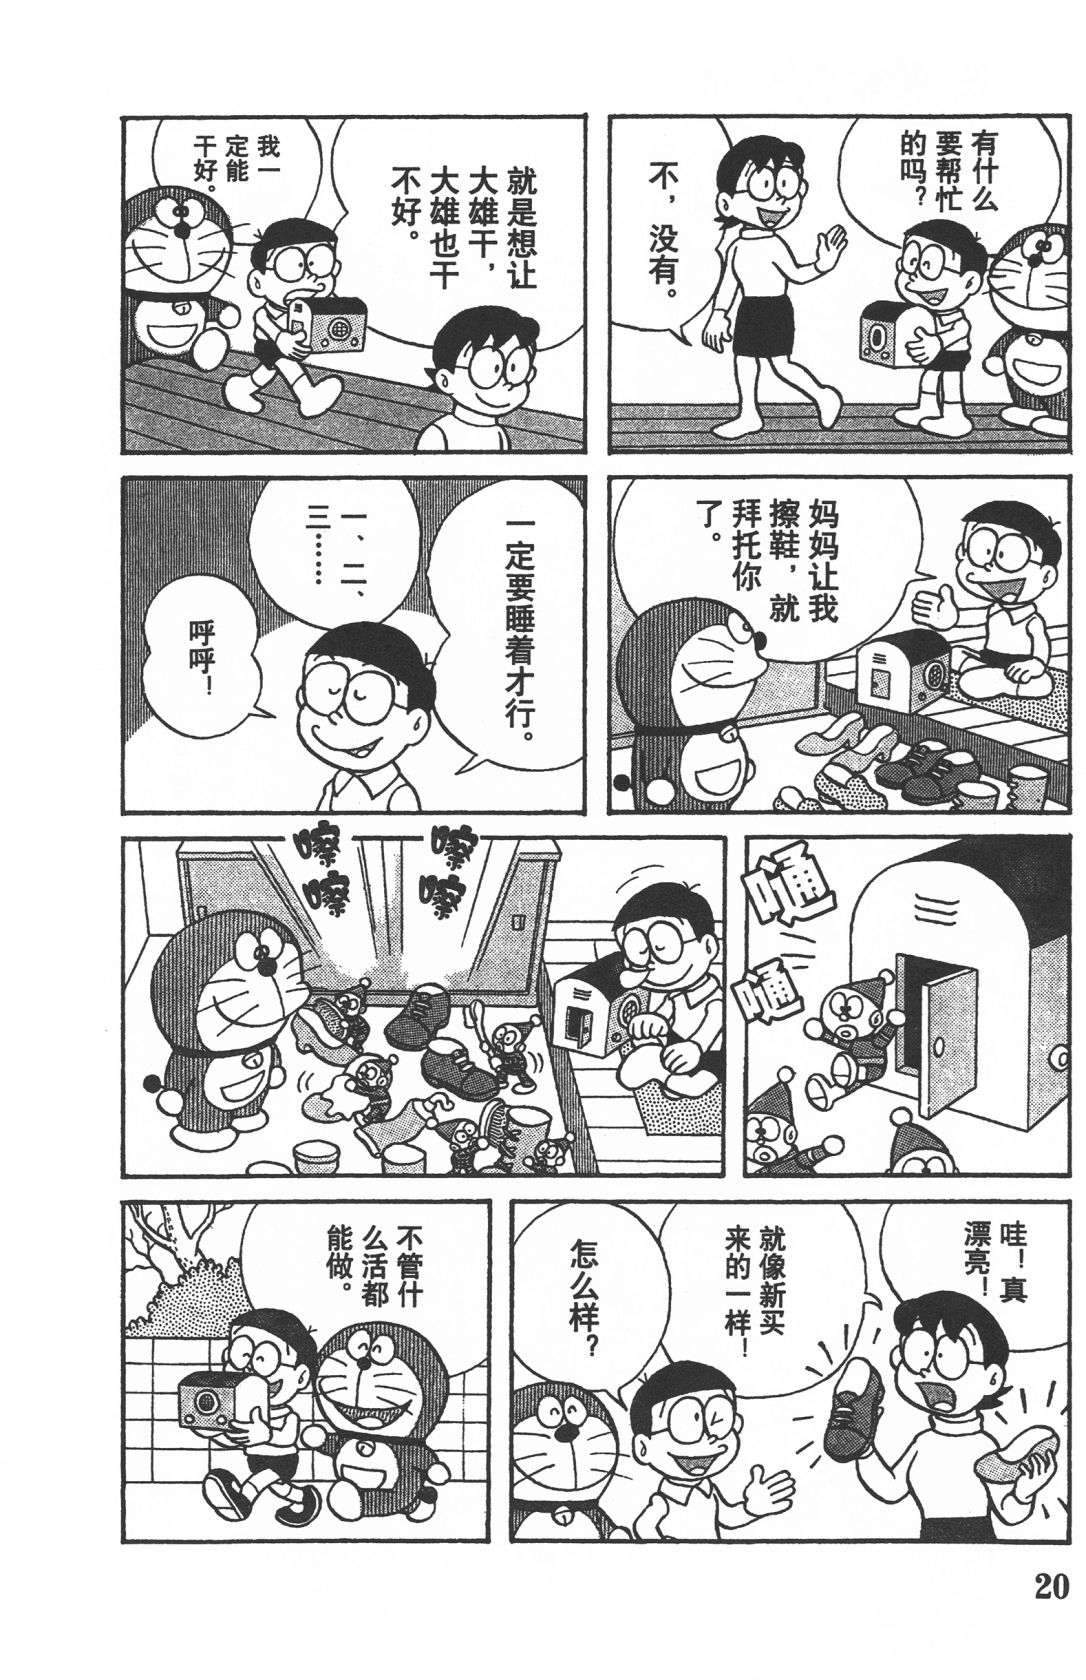 有什么
要帮忙
的吗？
不，没有。
就是想让
大雄干，
大雄也干
不好。
我一
定能
干好。
妈妈让我
擦鞋，就
拜托你
了。
一定要睡着才行。
一、二、
三……
呼呼！
嗵
嗵
嚓
嚓
嚓
嚓
哇！真
漂亮！
就像新买
来的一样！
怎么样？
不管什
么活都
能做。
20